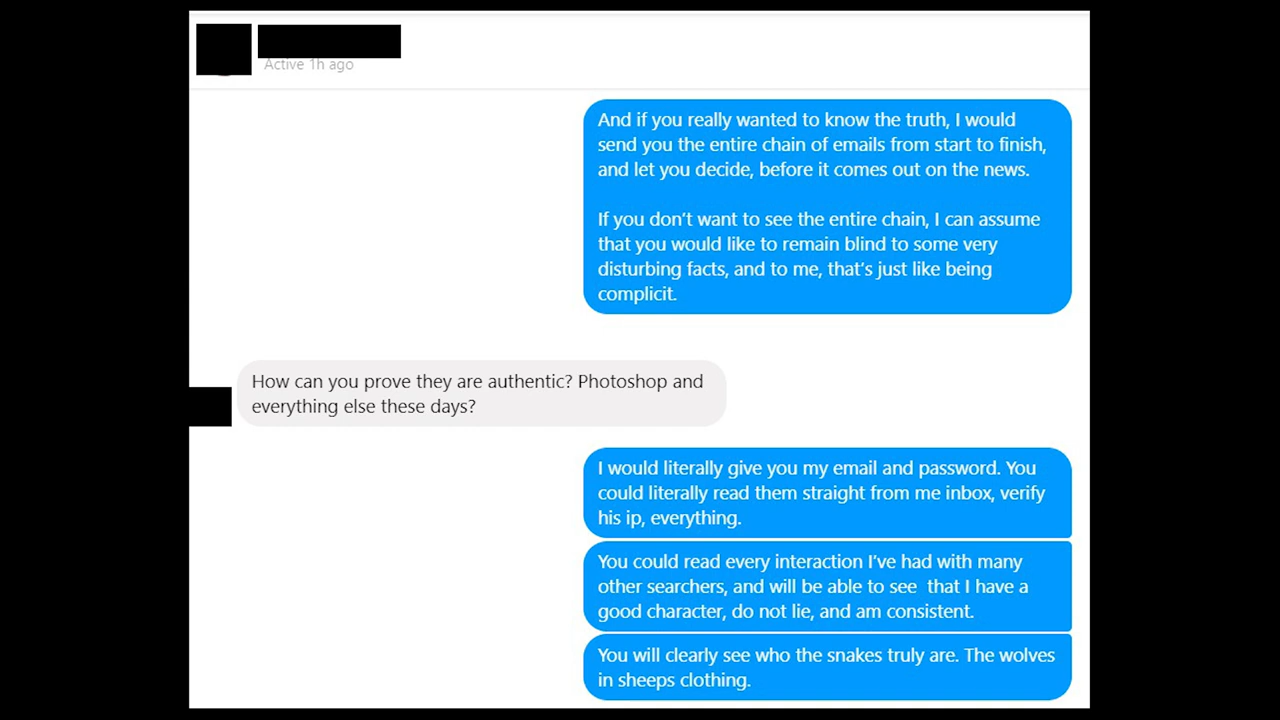 Active 1h ago
And if you really wanted to know the truth, I would
send you the entire chain of emails from start to finish,
and let you decide, before it comes out on the news.
If you don’t want to see the entire chain, I can assume
that you would like to remain blind to some very
disturbing facts, and to me, that’s just like being
complicit.
How can you prove they are authentic? Photoshop and
everything else these days?
I would literally give you my email and password. You
could literally read them straight from me inbox, verify
his ip, everything.
You could read every interaction I’ve had with many
other searchers, and will be able to see  that I have a
good character, do not lie, and am consistent.
You will clearly see who the snakes truly are. The wolves
in sheeps clothing.